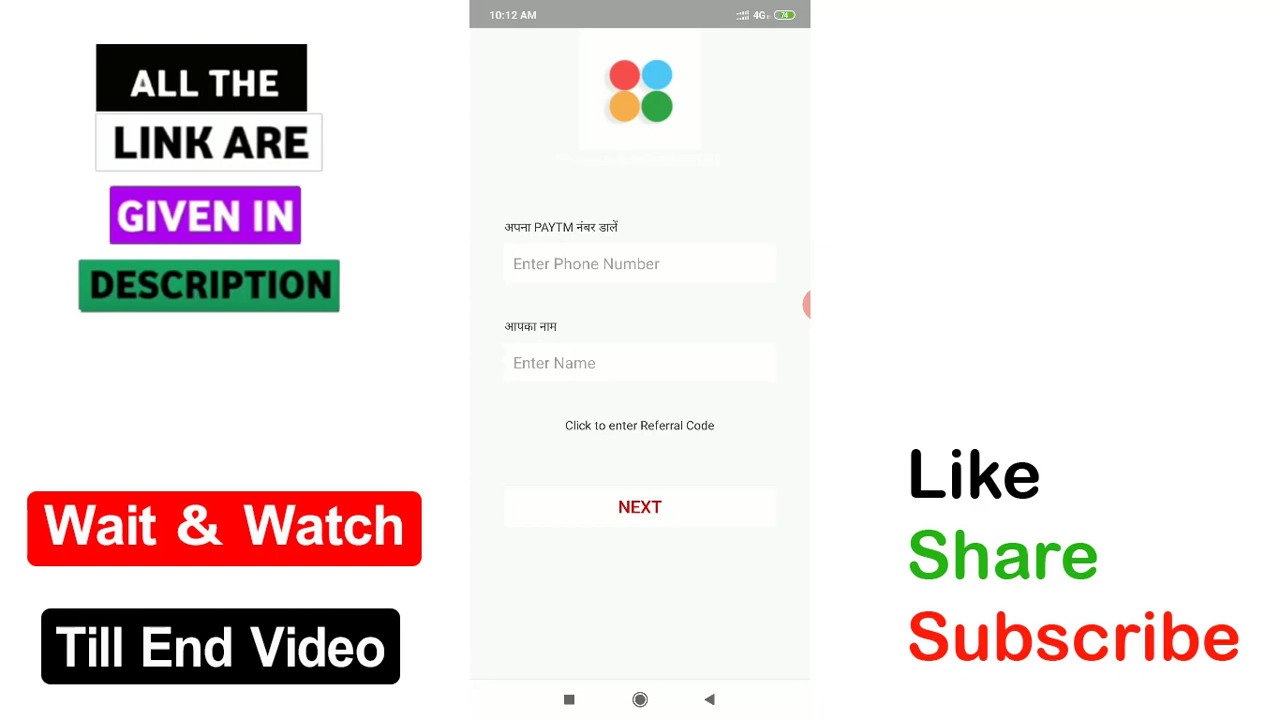 10:12 AM
4G
74
ALL THE
LINK ARE
GIVEN IN
DESCRIPTION
अपना PAYTM नंबर डालें
Enter Phone Number
आपका नाम
Enter Name
Click to enter Referral Code
NEXT
Wait & Watch
Till End Video
Like
Share
Subscribe